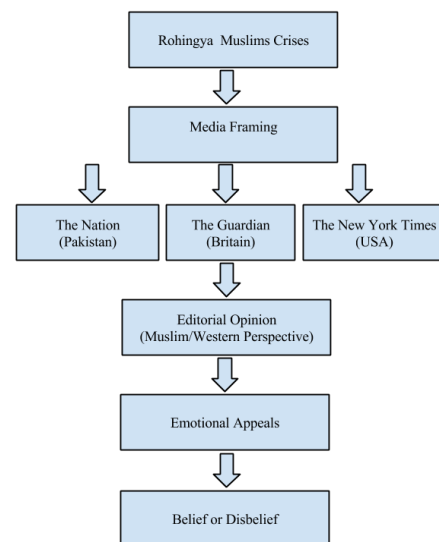 Rohingya Muslims Crises
Media Framing
The Nation
(Pakistan)
The Guardian
(Britain)
The New York Times
(USA)
Editorial Opinion
(Muslim/Western Perspective)
Emotional Appeals
Belief or Disbelief